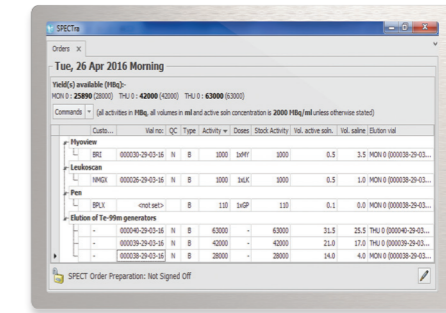 SPECTra
Orders x
Tue, 26 Apr 2016 Morning
Yield(s) available (MBq):-
MON 0 : 25890 (28000) THU 0 : 42000 (42000) THU 0 : 63000 (63000)
Commands (all activities in MBq, all volumes in ml and active soln concentration is 2000 MBq/ml unless otherwise stated)
Custo... Vial no: QC Type Activity Doses Stock Activity Vol. active soln. Vol. saline Elution vial
Myoview
BRI 000030-29-03-16 N B 1000 1xMY 1000 0.5 3.5 MON 0 (000038-29-03...
Leukoscan
NMGX 000026-29-03-16 N B 1000 1xLK 1000 0.5 1.0 MON 0 (000038-29-03...
Pen
BPLX <not set> B 110 1xGP 110 0.1 0.0 MON 0 (000038-29-03...
Elution of Tc-99m generators
- 000040-29-03-16 N B 63000 - 63000 31.5 25.5 THU 0 (000040-29-03...
- 000039-29-03-16 N B 42000 - 42000 21.0 17.0 THU 0 (000039-29-03...
- 000038-29-03-16 N B 28000 - 28000 14.0 4.0 MON 0 (000038-29-03...
SPECT Order Preparation: Not Signed Off